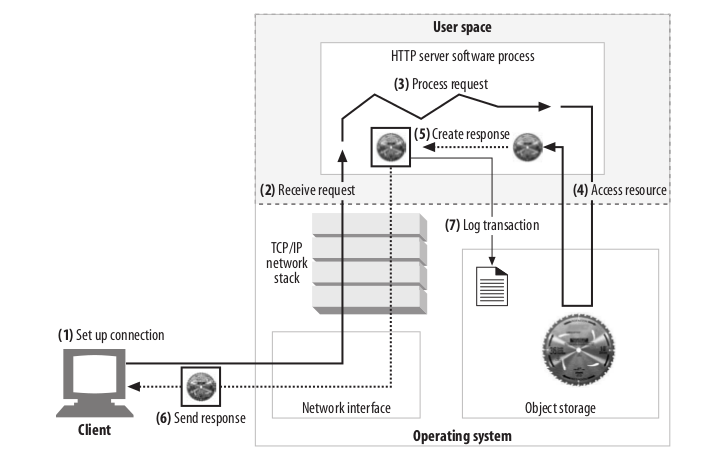 User space
HTTP server software process
(3) Process request
(5) Create response
(2) Receive request
(4) Access resource
(7) Log transaction
TCP/IP
network
stack
(1) Set up connection
Network interface
Object storage
(6) Send response
Client
Operating system